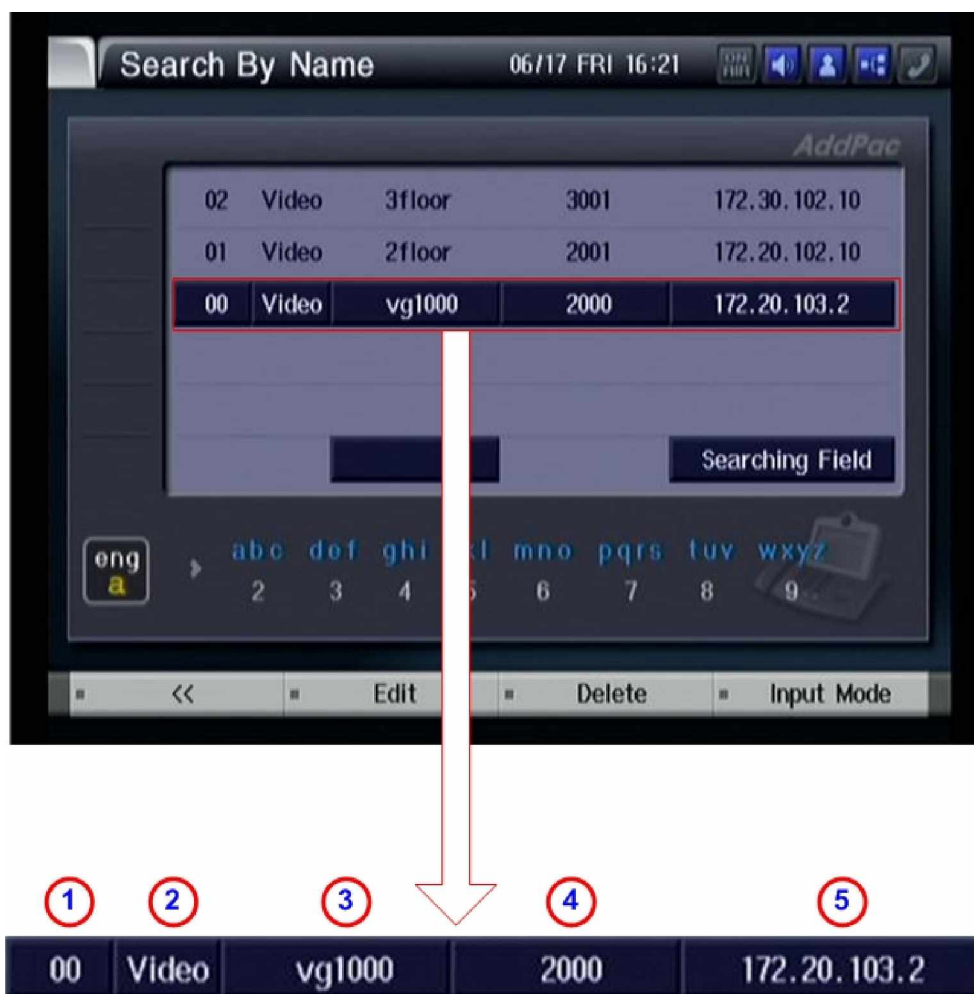 Search By Name 06/17 FRI 16:21 ON AIR
AddPac
02 Video 3floor 3001 172.30.102.10
01 Video 2floor 2001 172.20.102.10
00 Video vg1000 2000 172.20.103.2
Searching Field
eng abc def ghi l mno pqrs tuv wxyz
a 2 3 4 5 6 7 8 9
<< Edit Delete Input Mode
1 2 3 4 5
00 Video vg1000 2000 172.20.103.2